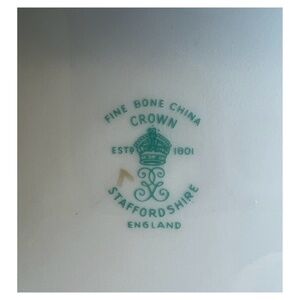 FINE BONE CHINA
CROWN
ESTD 1801
STAFFORDSHIRE
ENGLAND